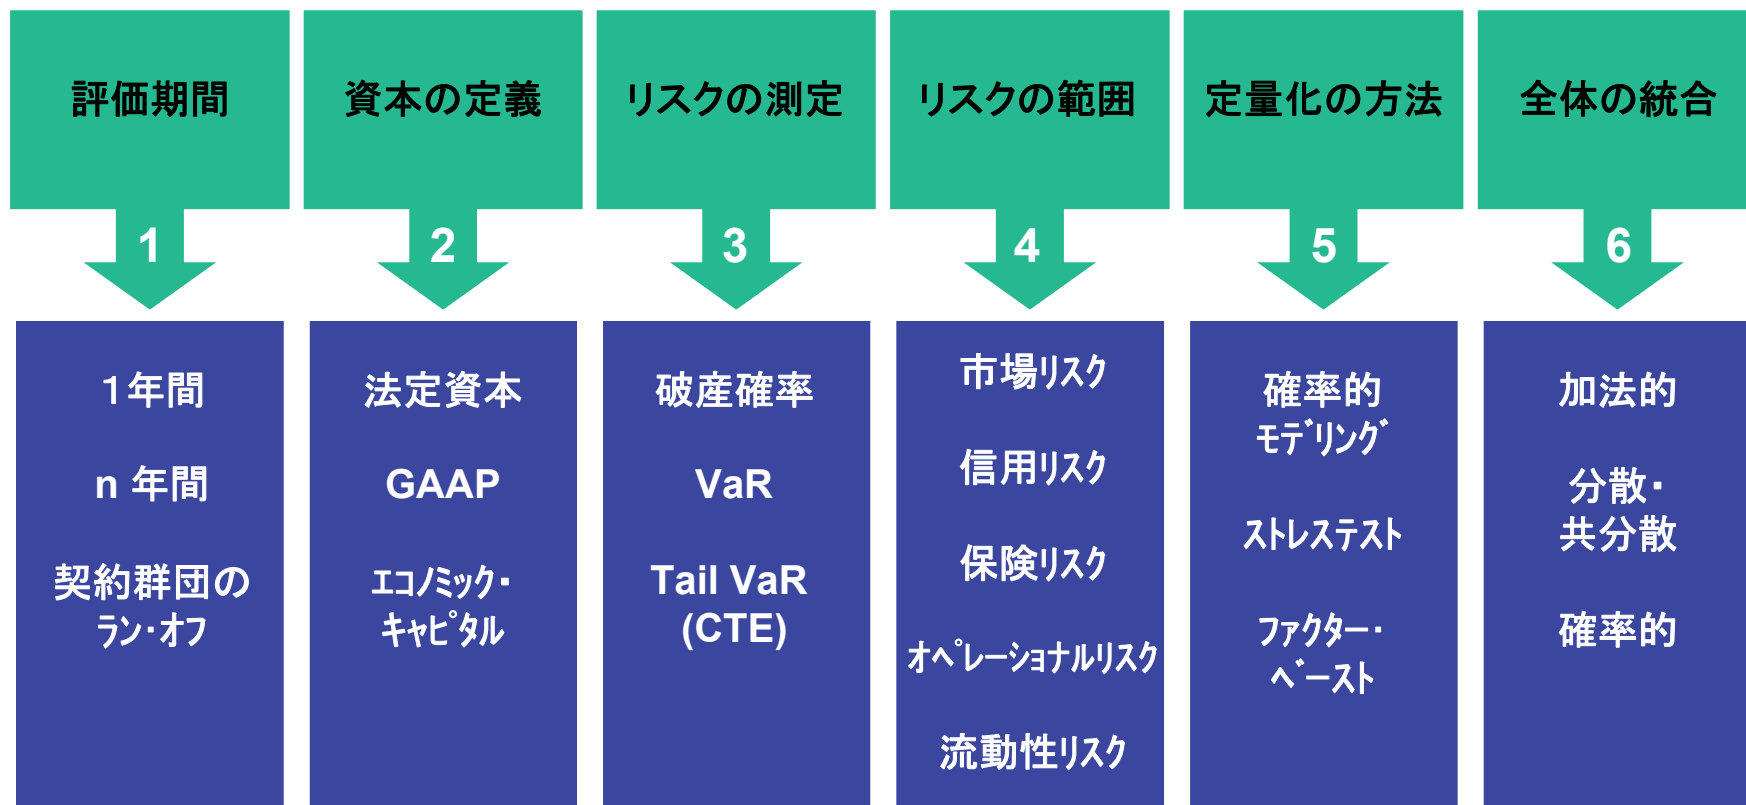 評価期間
資本の定義
リスクの測定
リスクの範囲
定量化の方法
全体の統合
1
2
3
4
5
6
１年間
n 年間
契約群団の
ﾗﾝ・ｵﾌ
法定資本
GAAP
ｴｺﾉﾐｯｸ・
ｷｬﾋﾟﾀﾙ
破産確率
VaR
Tail VaR
(CTE)
市場ﾘｽｸ
信用ﾘｽｸ
保険ﾘｽｸ
ｵﾍﾟﾚｰｼｮﾅﾙﾘｽｸ
流動性ﾘｽｸ
確率的
ﾓﾃﾞﾘﾝｸﾞ
ｽﾄﾚｽﾃｽﾄ
ﾌｧｸﾀｰ・
ﾍﾞｰｽﾄ
加法的
分散・
共分散
確率的